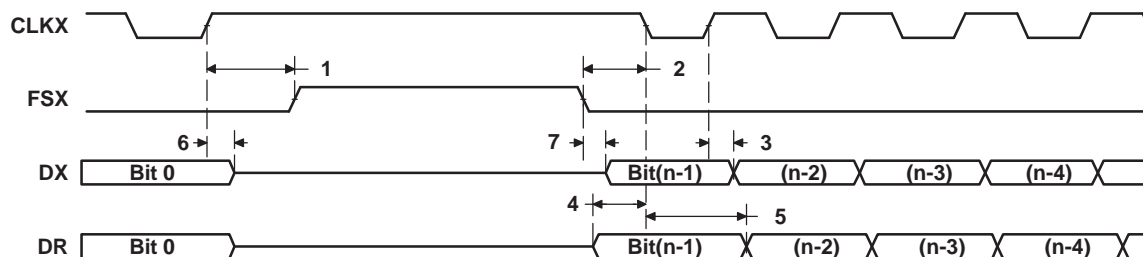 CLKX
1 2
FSX
6 7 3
DX Bit 0 Bit(n-1) (n-2) (n-3) (n-4)
4 5
DR Bit 0 Bit(n-1) (n-2) (n-3) (n-4)